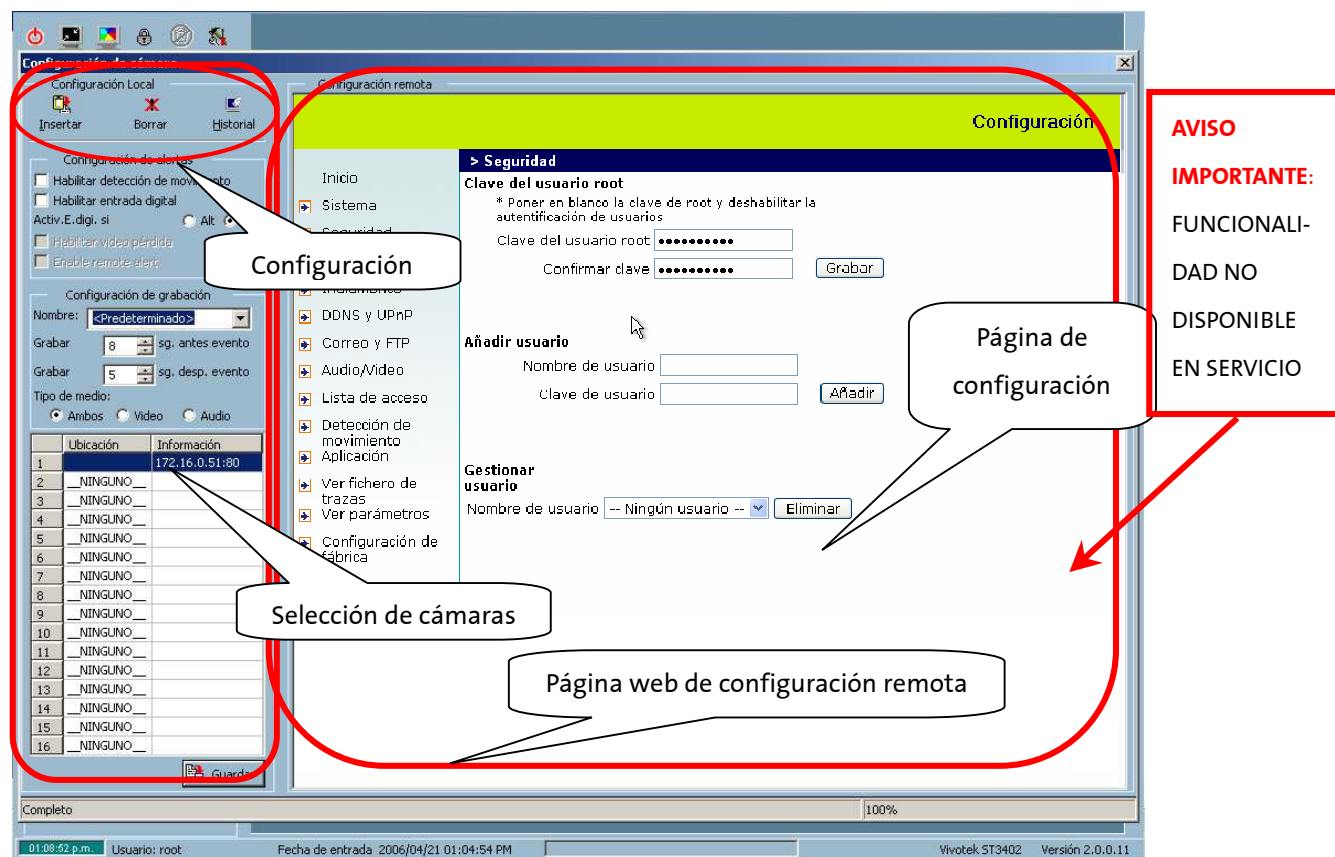 Configuración de cámara
Configuración Local
Insertar Borrar Historial
Configuración de alertas
Habilitar detección de movimiento
Habilitar entrada digital
Activ.E.digi. si Alt
Habilitar video pérdida
Enable remote alert
Configuración de grabación
Nombre: <Predeterminado>
Grabar 8 sg. antes evento
Grabar 5 sg. desp. evento
Tipo de medio:
Ambos Video Audio
Ubicación Información
1 172.16.0.51:80
2 __NINGUNO__
3 __NINGUNO__
4 __NINGUNO__
5 __NINGUNO__
6 __NINGUNO__
7 __NINGUNO__
8 __NINGUNO__
9 __NINGUNO__
10 __NINGUNO__
11 __NINGUNO__
12 __NINGUNO__
13 __NINGUNO__
14 __NINGUNO__
15 __NINGUNO__
16 __NINGUNO__
Guardar
Configuración remota
Configuración
Inicio
Sistema
Seguridad
Inalámbrico
DDNS y UPnP
Correo y FTP
Audio/Video
Lista de acceso
Detección de
movimiento
Aplicación
Ver fichero de
trazas
Ver parámetros
Configuración de
fábrica
> Seguridad
Clave del usuario root
* Poner en blanco la clave de root y deshabilitar la
autentificación de usuarios
Clave del usuario root ••••••••••
Confirmar clave •••••••••• Grabar
Añadir usuario
Nombre de usuario
Clave de usuario Añadir
Gestionar
usuario
Nombre de usuario -- Ningún usuario -- Eliminar
Configuración
Página de
configuración
Selección de cámaras
Página web de configuración remota
AVISO
IMPORTANTE:
FUNCIONALI-
DAD NO
DISPONIBLE
EN SERVICIO
Completo 100%
01:08:52 p.m. Usuario: root Fecha de entrada 2006/04/21 01:04:54 PM Vivotek ST3402 Versión 2.0.0.11